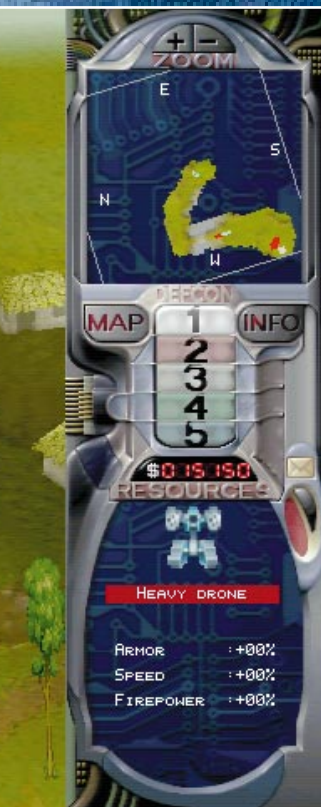 + -
ZOOM
E
S
N
W
DEFCON
MAP
1
INFO
2
3
4
5
$015150
RESOURCES
HEAVY DRONE
ARMOR :+00%
SPEED :+00%
FIREPOWER :+00%